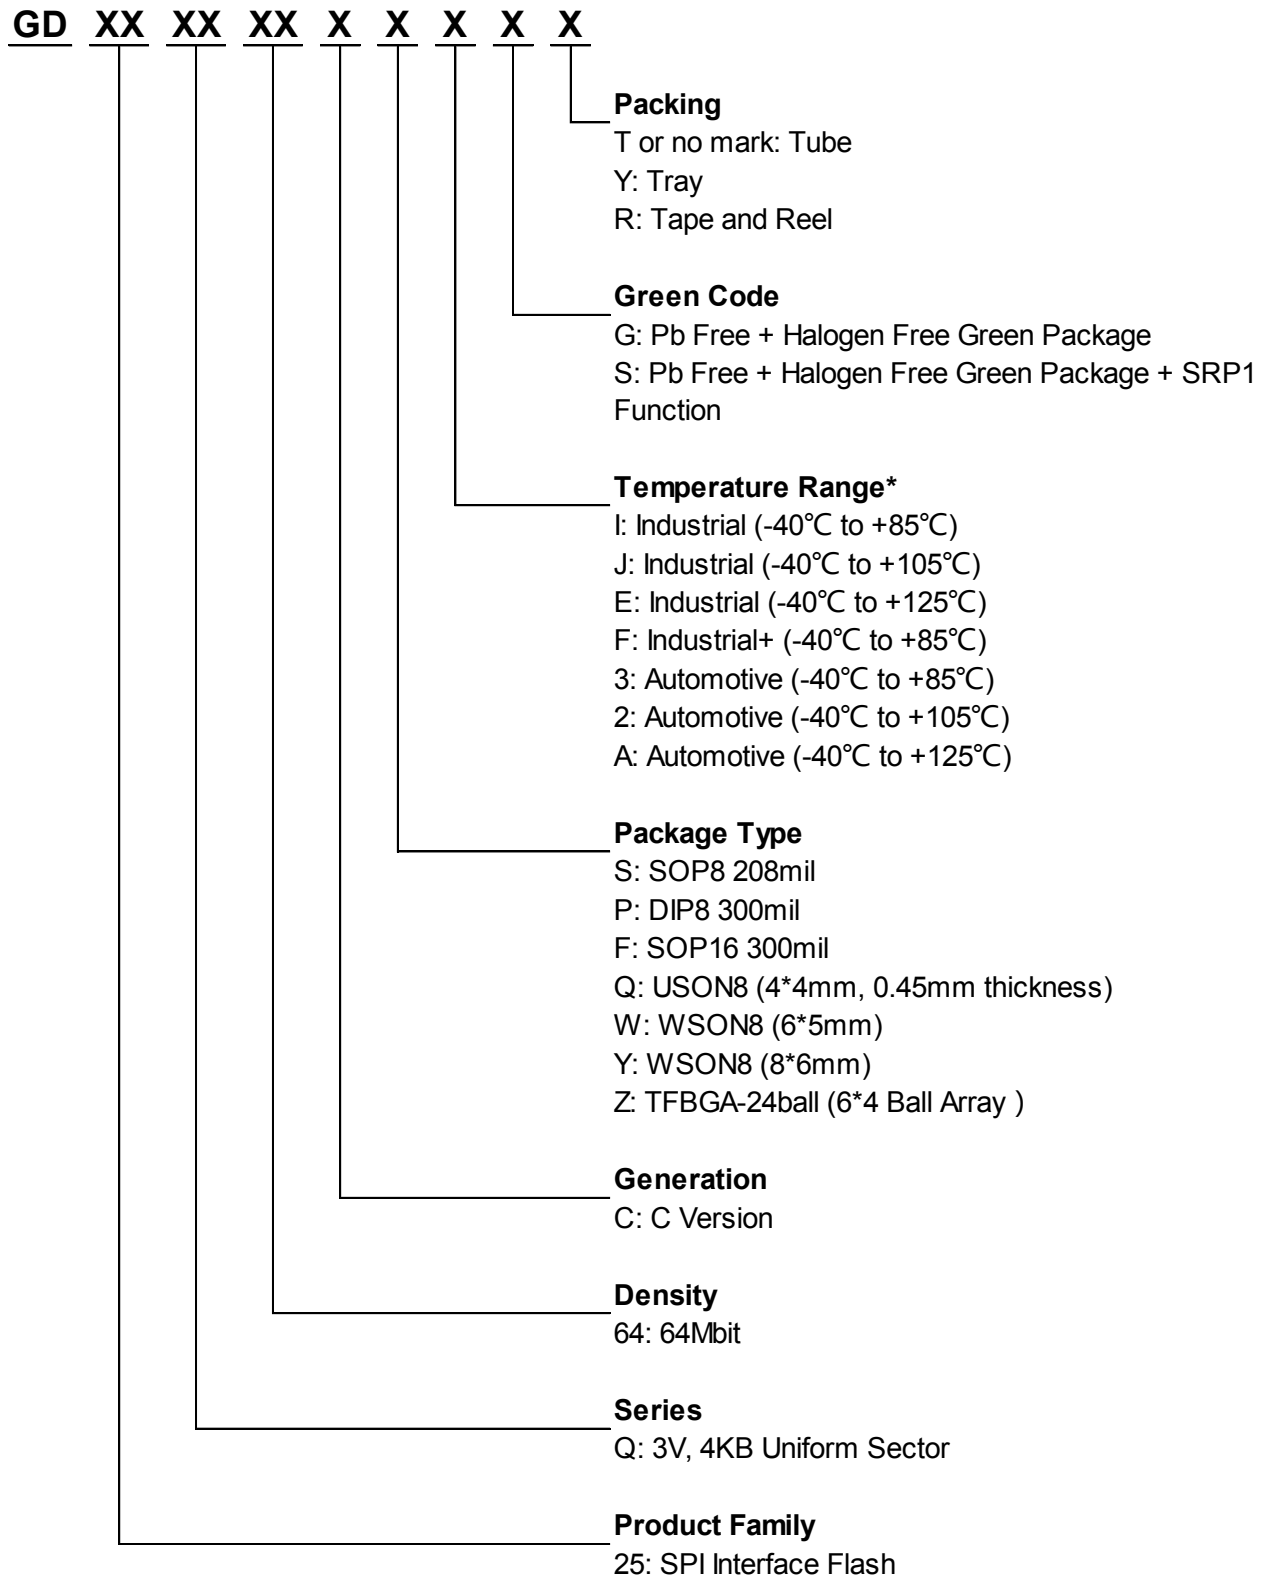 GD XX XX XX X X X X X
Packing
T or no mark: Tube
Y: Tray
R: Tape and Reel
Green Code
G: Pb Free + Halogen Free Green Package
S: Pb Free + Halogen Free Green Package + SRP1
Function
Temperature Range*
I: Industrial (-40℃ to +85℃)
J: Industrial (-40℃ to +105℃)
E: Industrial (-40℃ to +125℃)
F: Industrial+ (-40℃ to +85℃)
3: Automotive (-40℃ to +85℃)
2: Automotive (-40℃ to +105℃)
A: Automotive (-40℃ to +125℃)
Package Type
S: SOP8 208mil
P: DIP8 300mil
F: SOP16 300mil
Q: USON8 (4*4mm, 0.45mm thickness)
W: WSON8 (6*5mm)
Y: WSON8 (8*6mm)
Z: TFBGA-24ball (6*4 Ball Array )
Generation
C: C Version
Density
64: 64Mbit
Series
Q: 3V, 4KB Uniform Sector
Product Family
25: SPI Interface Flash